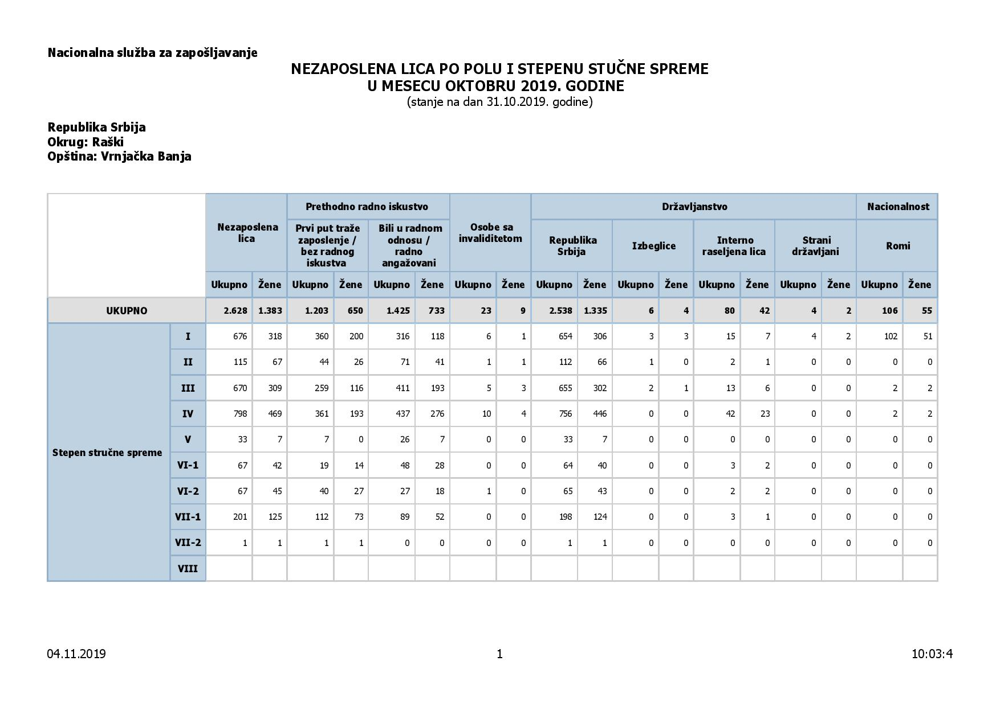 Nacionalna služba za zapošljavanje
NEZAPOSLENA LICA PO POLU I STEPENU STUČNE SPREME
U MESECU OKTOBRU 2019. GODINE
(stanje na dan 31.10.2019. godine)
Republika Srbija
Okrug: Raški
Opština: Vrnjačka Banja
Nezaposlena lica Prethodno radno iskustvo Osobe sa invaliditetom Državljanstvo Nacionalnost
Prvi put traže zaposlenje / bez radnog iskustva Bili u radnom odnosu / radno angažovani Republika Srbija Izbeglice Interno raseljena lica Strani državljani Romi
Ukupno Žene Ukupno Žene Ukupno Žene Ukupno Žene Ukupno Žene Ukupno Žene Ukupno Žene Ukupno Žene Ukupno Žene
UKUPNO 2.628 1.383 1.203 650 1.425 733 23 9 2.538 1.335 6 4 80 42 4 2 106 55
Stepen stručne spreme
I 676 318 360 200 316 118 6 1 654 306 3 3 15 7 4 2 102 51
II 115 67 44 26 71 41 1 1 112 66 1 0 2 1 0 0 0 0
III 670 309 259 116 411 193 5 3 655 302 2 1 13 6 0 0 2 2
IV 798 469 361 193 437 276 10 4 756 446 0 0 42 23 0 0 2 2
V 33 7 7 0 26 7 0 0 33 7 0 0 0 0 0 0 0 0
VI-1 67 42 19 14 48 28 0 0 64 40 0 0 3 2 0 0 0 0
VI-2 67 45 40 27 27 18 1 0 65 43 0 0 2 2 0 0 0 0
VII-1 201 125 112 73 89 52 0 0 198 124 0 0 3 1 0 0 0 0
VII-2 1 1 1 1 0 0 0 0 1 1 0 0 0 0 0 0 0 0
VIII
04.11.2019 1 10:03:4